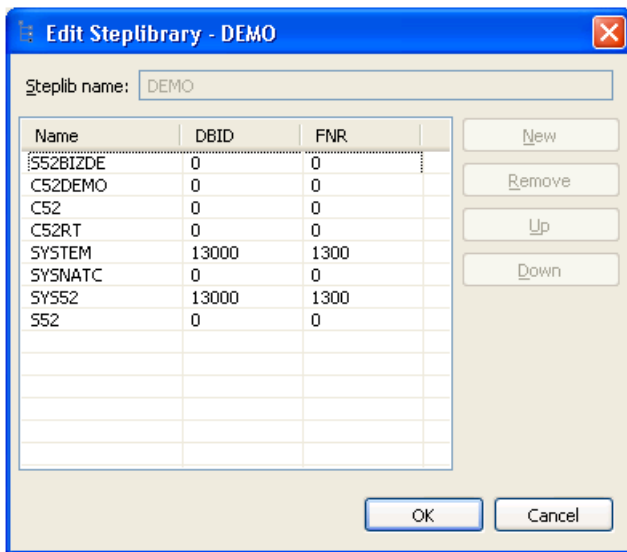 Edit Steplibrary - DEMO
Steplib name: DEMO
Name DBID FNR
S52BIZDE 0 0
C52DEMO 0 0
C52 0 0
C52RT 0 0
SYSTEM 13000 1300
SYSNATC 0 0
SYS52 13000 1300
S52 0 0
New
Remove
Up
Down
OK Cancel